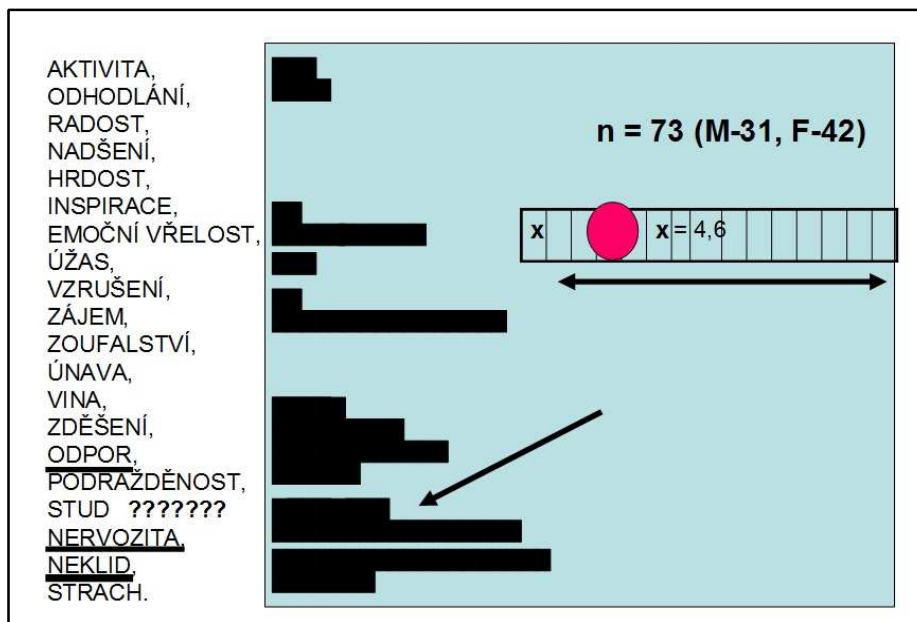 AKTIVITA,
ODHODLÁNÍ,
RADOST,
NADŠENÍ,
HRDOST,
INSPIRACE,
EMOČNÍ VŘELOST,
ÚŽAS,
VZRUŠENÍ,
ZÁJEM,
ZOUFALSTVÍ,
ÚNAVA,
VINA,
ZDĚŠENÍ,
ODPOR,
PODRAŽDĚNOST,
STUD ???????
NERVOZITA,
NEKLID,
STRACH.
n = 73 (M-31, F-42)
x x = 4,6